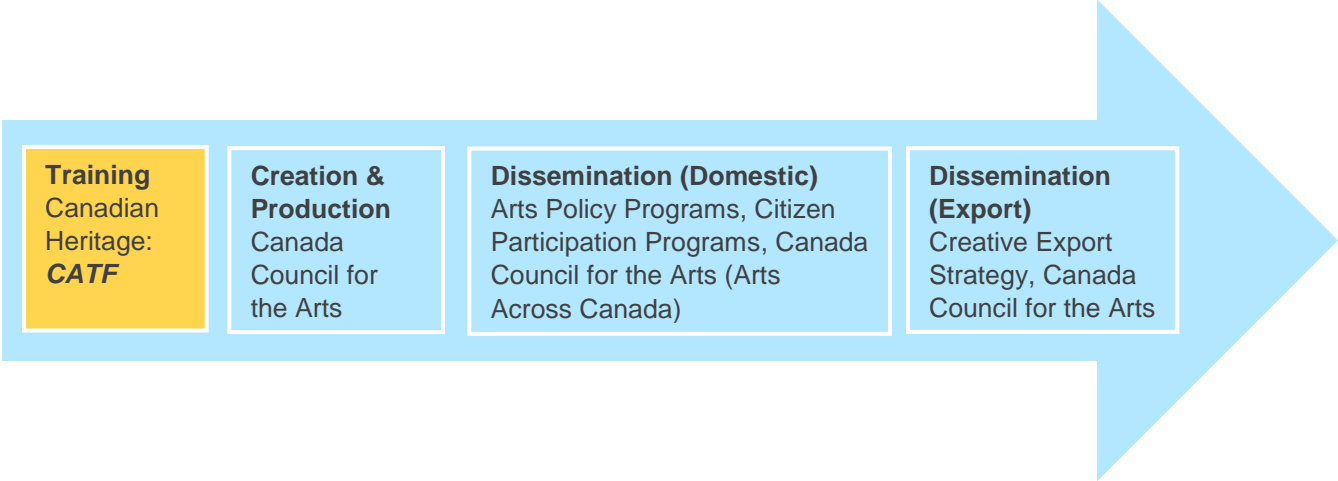 Training
Canadian
Heritage:
CATF
Creation &
Production
Canada
Council for
the Arts
Dissemination (Domestic)
Arts Policy Programs, Citizen
Participation Programs, Canada
Council for the Arts (Arts
Across Canada)
Dissemination
(Export)
Creative Export
Strategy, Canada
Council for the Arts